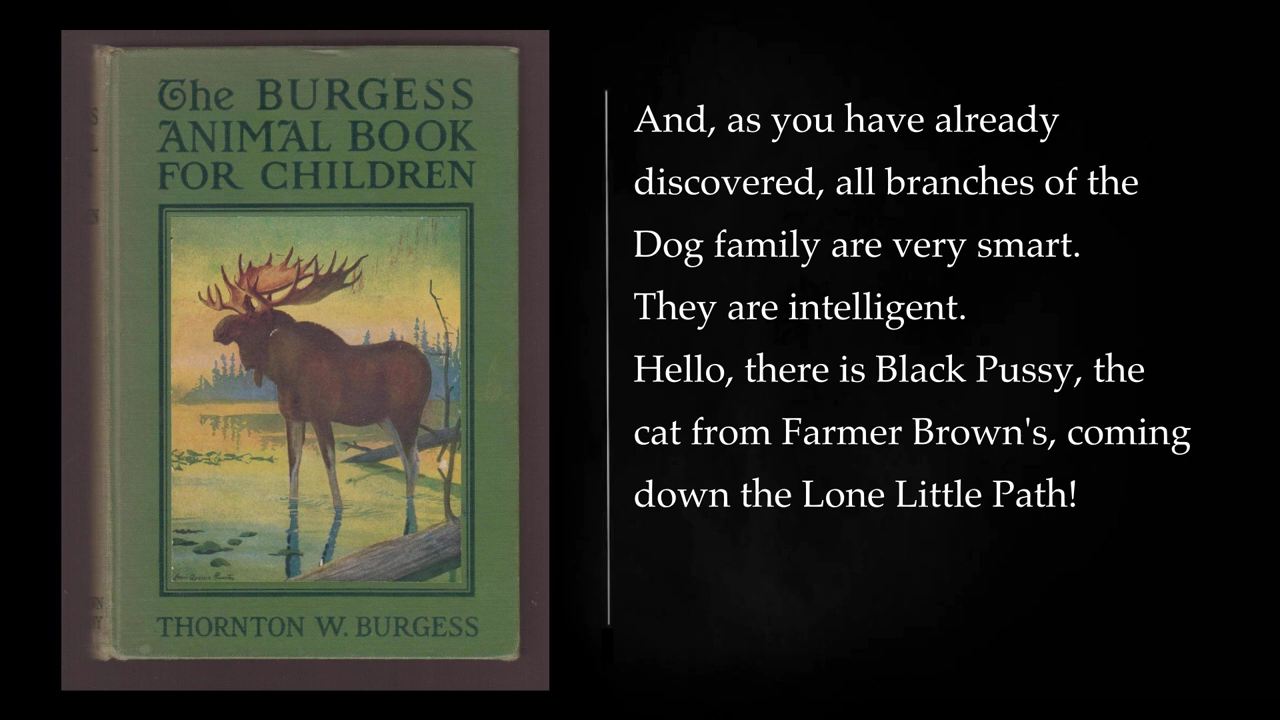 The BURGESS
ANIMAL BOOK
FOR CHILDREN
THORNTON W. BURGESS
And, as you have already
discovered, all branches of the
Dog family are very smart.
They are intelligent.
Hello, there is Black Pussy, the
cat from Farmer Brown's, coming
down the Lone Little Path!